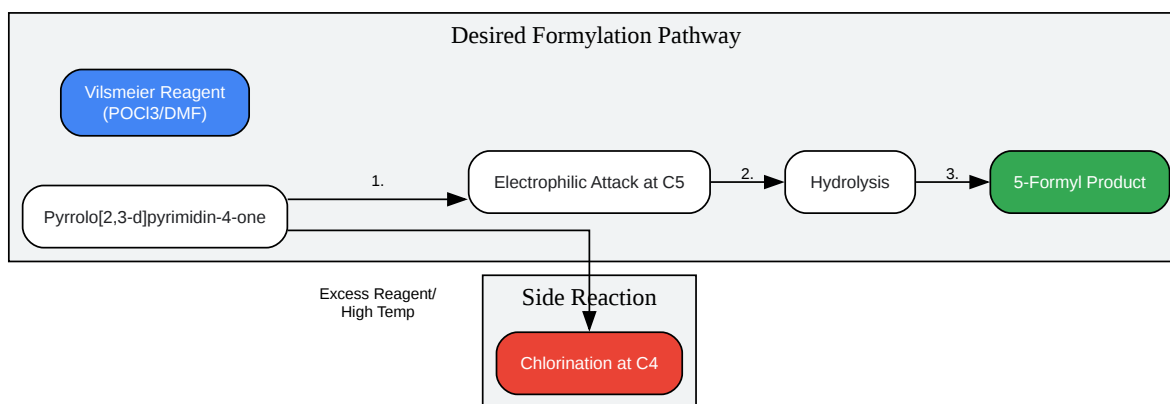 Desired Formylation Pathway
Vilsmeier Reagent
(POCl3/DMF)
Pyrrolo[2,3-d]pyrimidin-4-one
1.
Electrophilic Attack at C5
2.
Hydrolysis
3.
5-Formyl Product
Excess Reagent/
High Temp
Side Reaction
Chlorination at C4